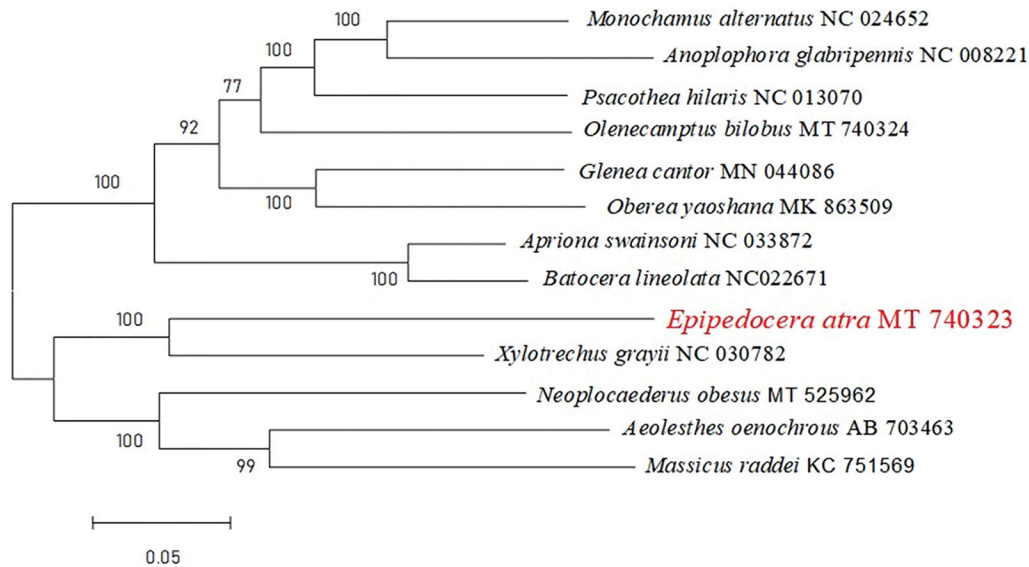 100
Monochamus alternatus NC 024652
100
Anoplophora glabripennis NC 008221
77
Psacothea hilaris NC 013070
92
Olenecamptus bilobus MT 740324
100
Glenea cantor MN 044086
100
Oberea yaoshana MK 863509
Apriona swainsoni NC 033872
100
Batocera lineolata NC022671
100
Epipedocera atra MT 740323
Xylotrechus grayii NC 030782
Neoplocaederus obesus MT 525962
100
Aeolesthes oenochrous AB 703463
99
Massicus raddei KC 751569
0.05